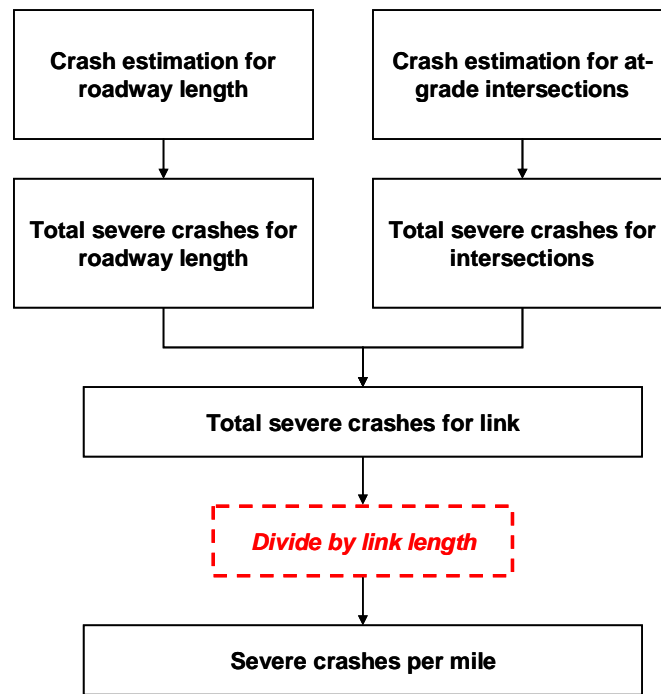 Crash estimation for
roadway length
Crash estimation for at-
grade intersections
Total severe crashes for
roadway length
Total severe crashes for
intersections
Total severe crashes for link
Divide by link length
Severe crashes per mile